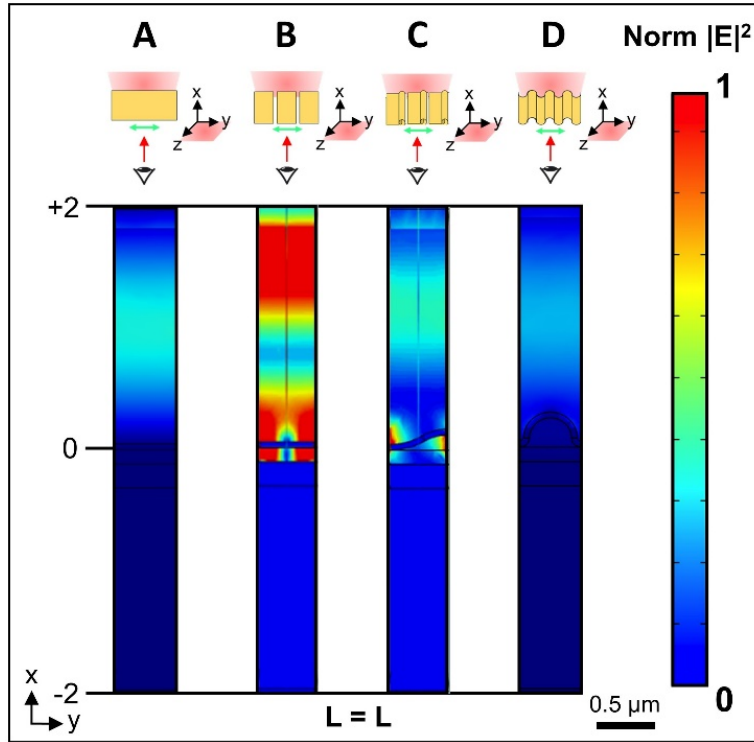 A B C D Norm |E|²
x y z x y z x y z x y z
1
+2
0
-2
0
x
y
L = L
0.5 µm